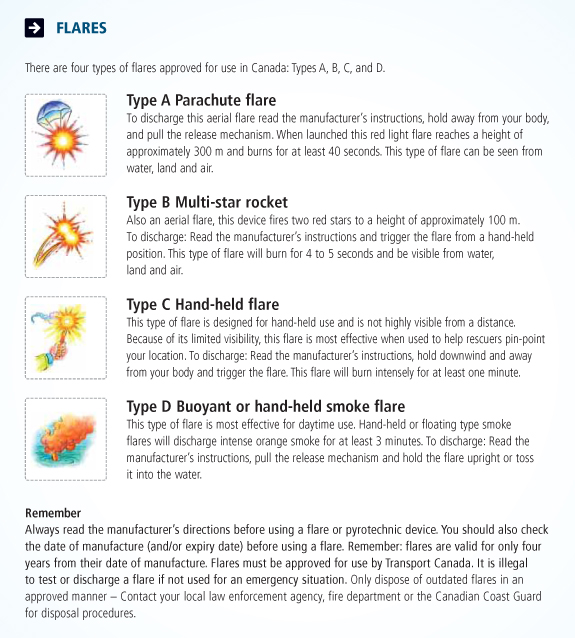 FLARES
There are four types of flares approved for use in Canada: Types A, B, C, and D.
Type A Parachute flare
To discharge this aerial flare read the manufacturer's instructions, hold away from your body,
and pull the release mechanism. When launched this red light flare reaches a height of
approximately 300 m and burns for at least 40 seconds. This type of flare can be seen from
water, land and air.
Type B Multi-star rocket
Also an aerial flare, this device fires two red stars to a height of approximately 100 m.
To discharge: Read the manufacturer's instructions and trigger the flare from a hand-held
position. This type of flare will burn for 4 to 5 seconds and be visible from water,
land and air.
Type C Hand-held flare
This type of flare is designed for hand-held use and is not highly visible from a distance.
Because of its limited visibility, this flare is most effective when used to help rescuers pin-point
your location. To discharge: Read the manufacturer's instructions, hold downwind and away
from your body and trigger the flare. This flare will burn intensely for at least one minute.
Type D Buoyant or hand-held smoke flare
This type of flare is most effective for daytime use. Hand-held or floating type smoke
flares will discharge intense orange smoke for at least 3 minutes. To discharge: Read the
manufacturer's instructions, pull the release mechanism and hold the flare upright or toss
it into the water.
Remember
Always read the manufacturer's directions before using a flare or pyrotechnic device. You should also check
the date of manufacture (and/or expiry date) before using a flare. Remember: flares are valid for only four
years from their date of manufacture. Flares must be approved for use by Transport Canada. It is illegal
to test or discharge a flare if not used for an emergency situation. Only dispose of outdated flares in an
approved manner – Contact your local law enforcement agency, fire department or the Canadian Coast Guard
for disposal procedures.